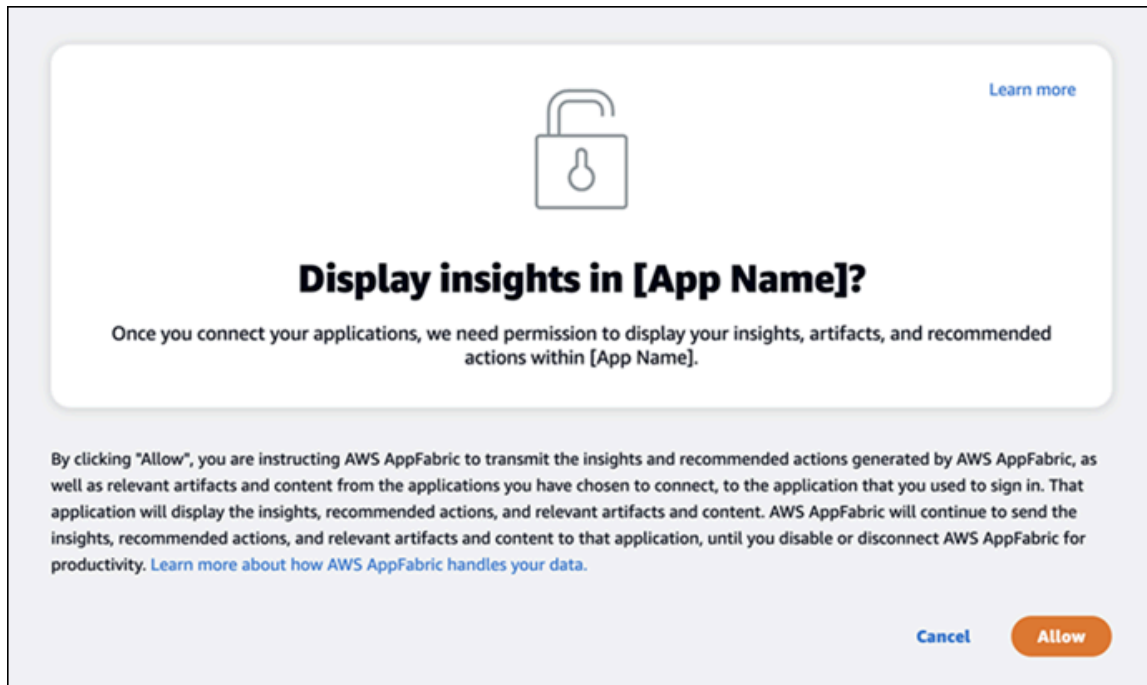 Learn more
Display insights in [App Name]?
Once you connect your applications, we need permission to display your insights, artifacts, and recommended
actions within [App Name].
By clicking "Allow", you are instructing AWS AppFabric to transmit the insights and recommended actions generated by AWS AppFabric, as
well as relevant artifacts and content from the applications you have chosen to connect, to the application that you used to sign in. That
application will display the insights, recommended actions, and relevant artifacts and content. AWS AppFabric will continue to send the
insights, recommended actions, and relevant artifacts and content to that application, until you disable or disconnect AWS AppFabric for
productivity. Learn more about how AWS AppFabric handles your data.
Cancel
Allow